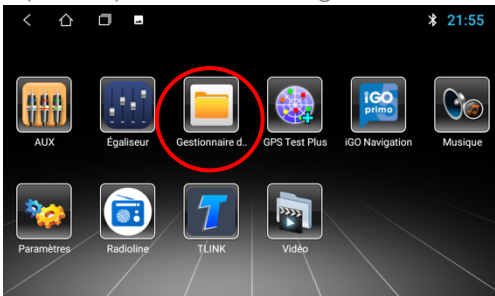 21:55
AUX
Égaliseur
Gestionnaire d..
GPS Test Plus
iGO Navigation
Musique
iGO
primo
Paramètres
Radioline
TLINK
Vidéo